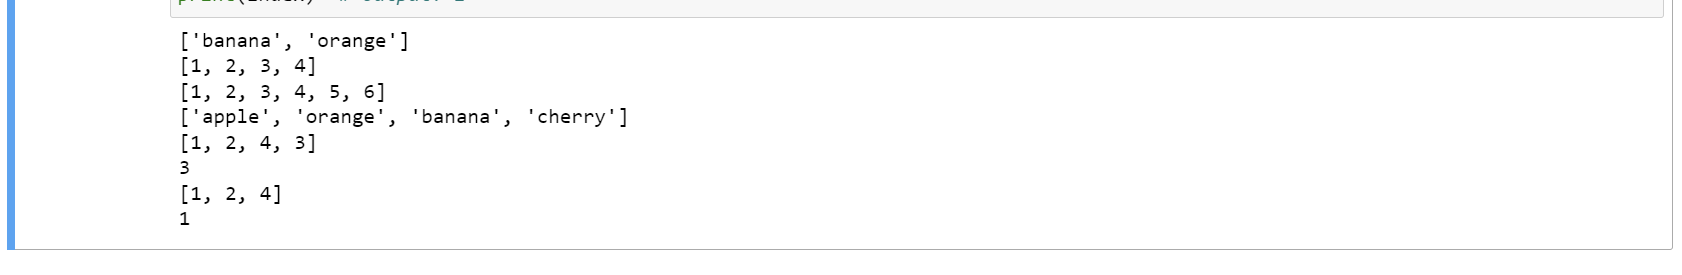 ['banana', 'orange']
[1, 2, 3, 4]
[1, 2, 3, 4, 5, 6]
['apple', 'orange', 'banana', 'cherry']
[1, 2, 4, 3]
3
[1, 2, 4]
1